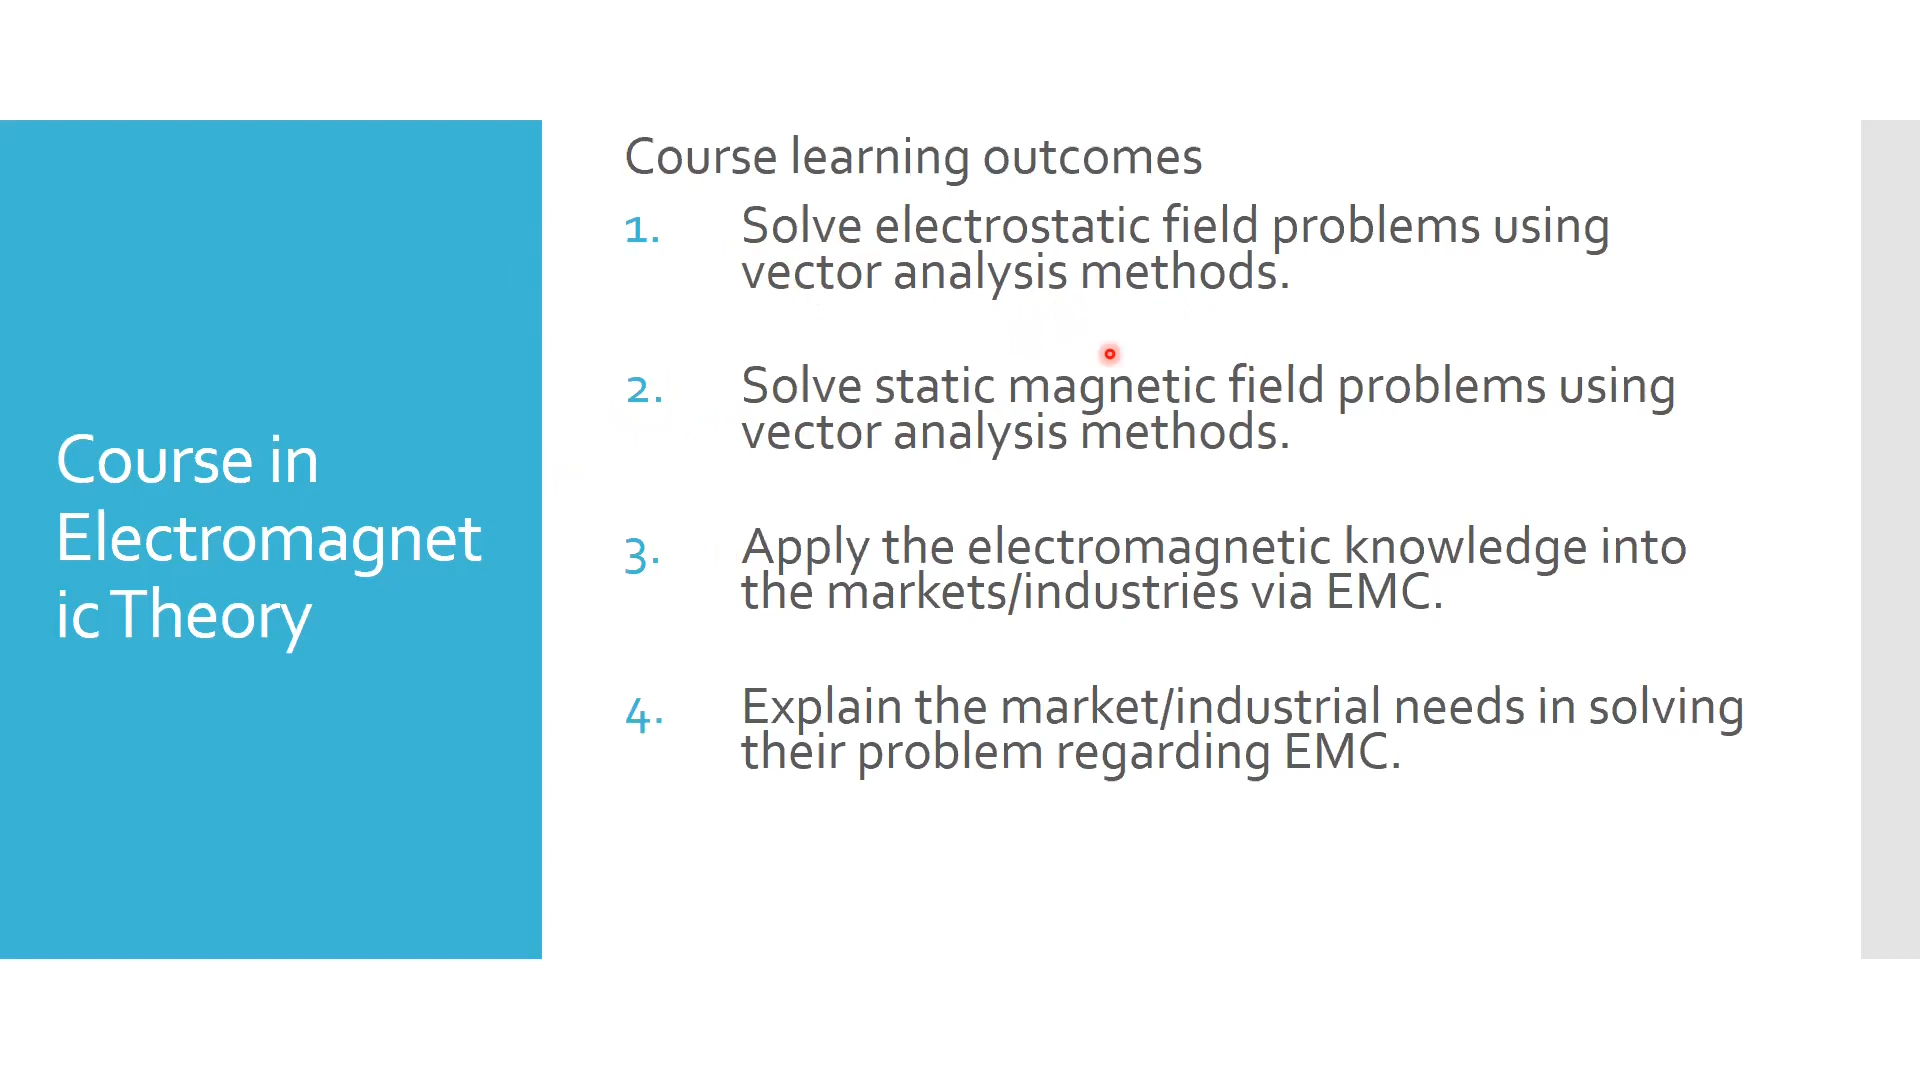 Course in
Electromagnet
ic Theory
Course learning outcomes
1. Solve electrostatic field problems using
vector analysis methods.
2. Solve static magnetic field problems using
vector analysis methods.
3. Apply the electromagnetic knowledge into
the markets/industries via EMC.
4. Explain the market/industrial needs in solving
their problem regarding EMC.